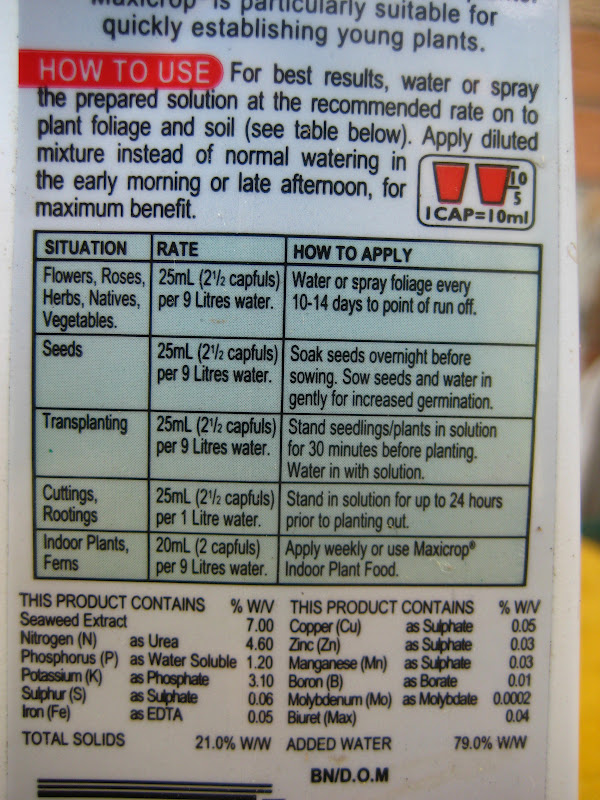 Maxicrop® is particularly suitable for
quickly establishing young plants.
HOW TO USE For best results, water or spray
the prepared solution at the recommended rate on to
plant foliage and soil (see table below). Apply diluted
mixture instead of normal watering in
the early morning or late afternoon, for
maximum benefit.
10
5
1CAP=10ml
SITUATION RATE HOW TO APPLY
Flowers, Roses, 25mL (2½ capfuls) Water or spray foliage every
Herbs, Natives, per 9 Litres water. 10-14 days to point of run off.
Vegetables.
Seeds 25mL (2½ capfuls) Soak seeds overnight before
per 9 Litres water. sowing. Sow seeds and water in
gently for increased germination.
Transplanting 25mL (2½ capfuls) Stand seedlings/plants in solution
per 9 Litres water. for 30 minutes before planting.
Water in with solution.
Cuttings, 25mL (2½ capfuls) Stand in solution for up to 24 hours
Rootings per 1 Litre water. prior to planting out.
Indoor Plants, 20mL (2 capfuls) Apply weekly or use Maxicrop®
Ferns per 9 Litres water. Indoor Plant Food.
THIS PRODUCT CONTAINS % W/V THIS PRODUCT CONTAINS % W/V
Seaweed Extract 7.00 Copper (Cu) as Sulphate 0.05
Nitrogen (N) as Urea 4.60 Zinc (Zn) as Sulphate 0.03
Phosphorus (P) as Water Soluble 1.20 Manganese (Mn) as Sulphate 0.03
Potassium (K) as Phosphate 3.10 Boron (B) as Borate 0.01
Sulphur (S) as Sulphate 0.06 Molybdenum (Mo) as Molybdate 0.0002
Iron (Fe) as EDTA 0.05 Biuret (Max) 0.04
TOTAL SOLIDS 21.0% W/W ADDED WATER 79.0% W/W
BN/D.O.M